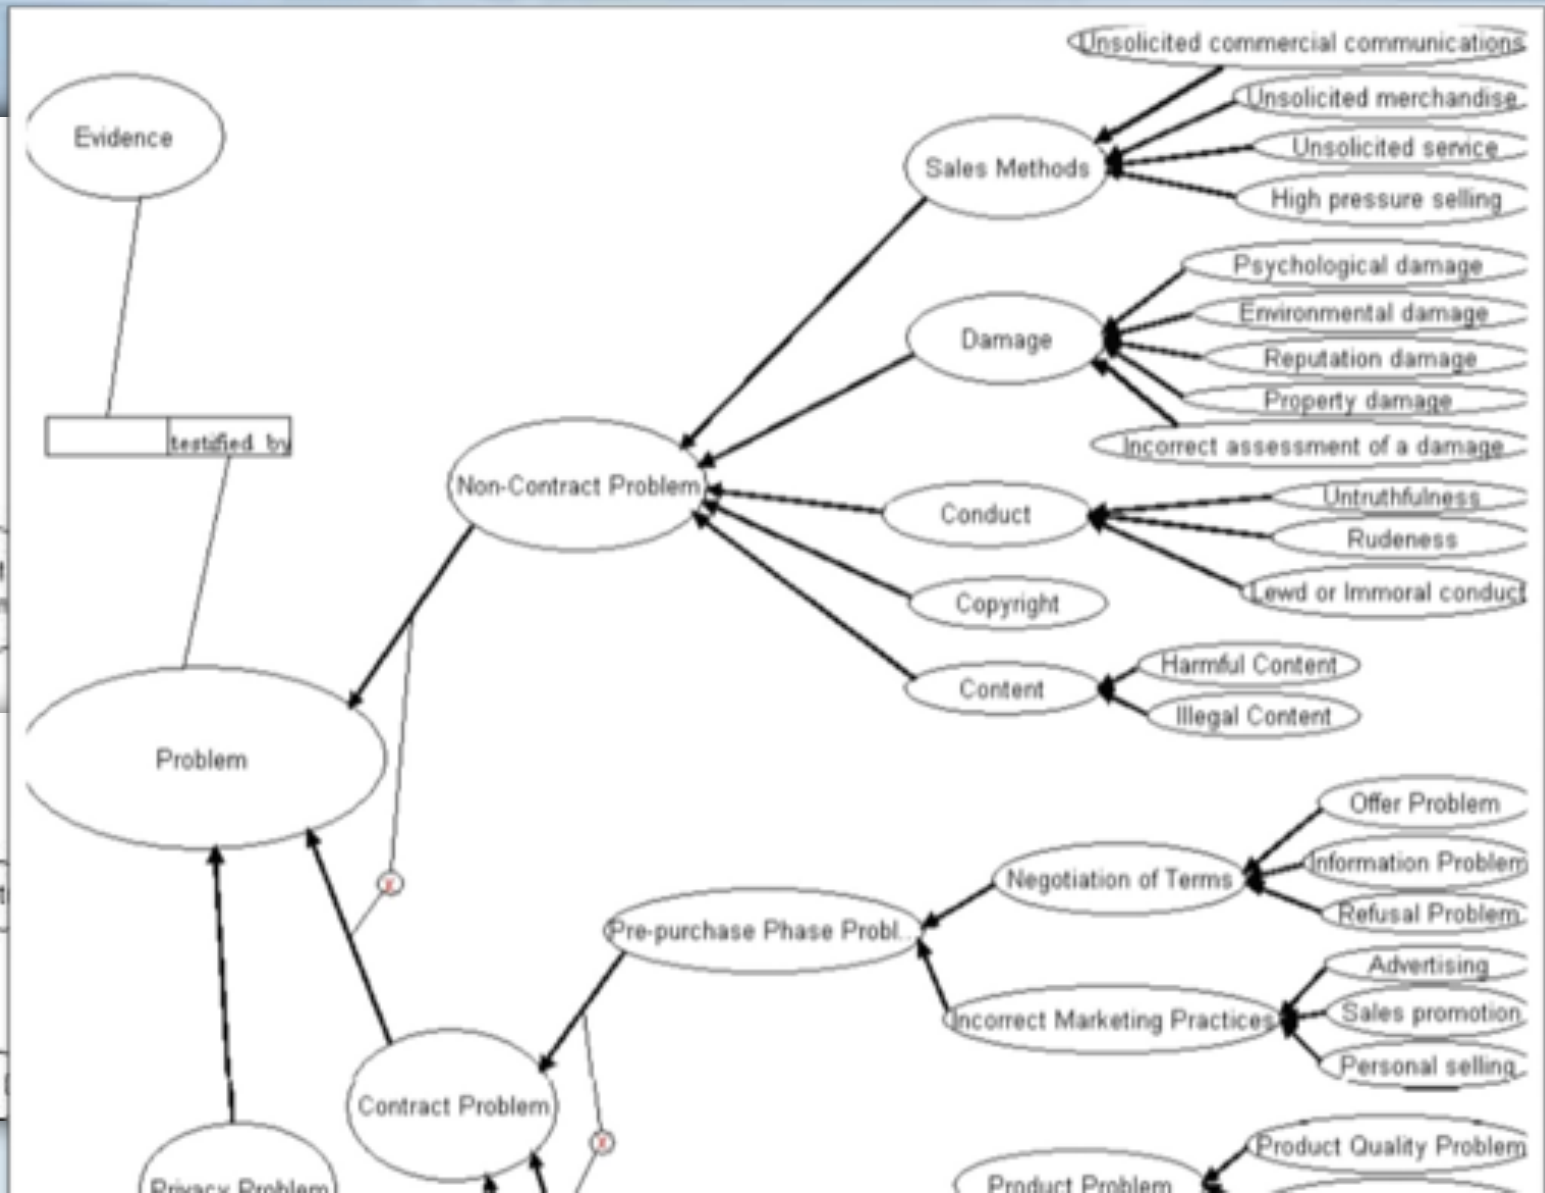 Unsolicited commercial communications
Unsolicited merchandise
Evidence
Unsolicited service
Sales Methods
High pressure selling
Psychological damage
Environmental damage
Damage
Reputation damage
Property damage
testified by
Incorrect assessment of a damage
Non-Contract Problem
Untruthfulness
Conduct
Rudeness
Lewd or Immoral conduct
Copyright
Harmful Content
Content
Illegal Content
Problem
Offer Problem
Information Problem
Negotiation of Terms
x
Refusal Problem
Pre-purchase Phase Probl...
Advertising
Sales promotion
Incorrect Marketing Practices
Personal selling
Contract Problem
x
Product Quality Problem
Privacy Problem
Product Problem